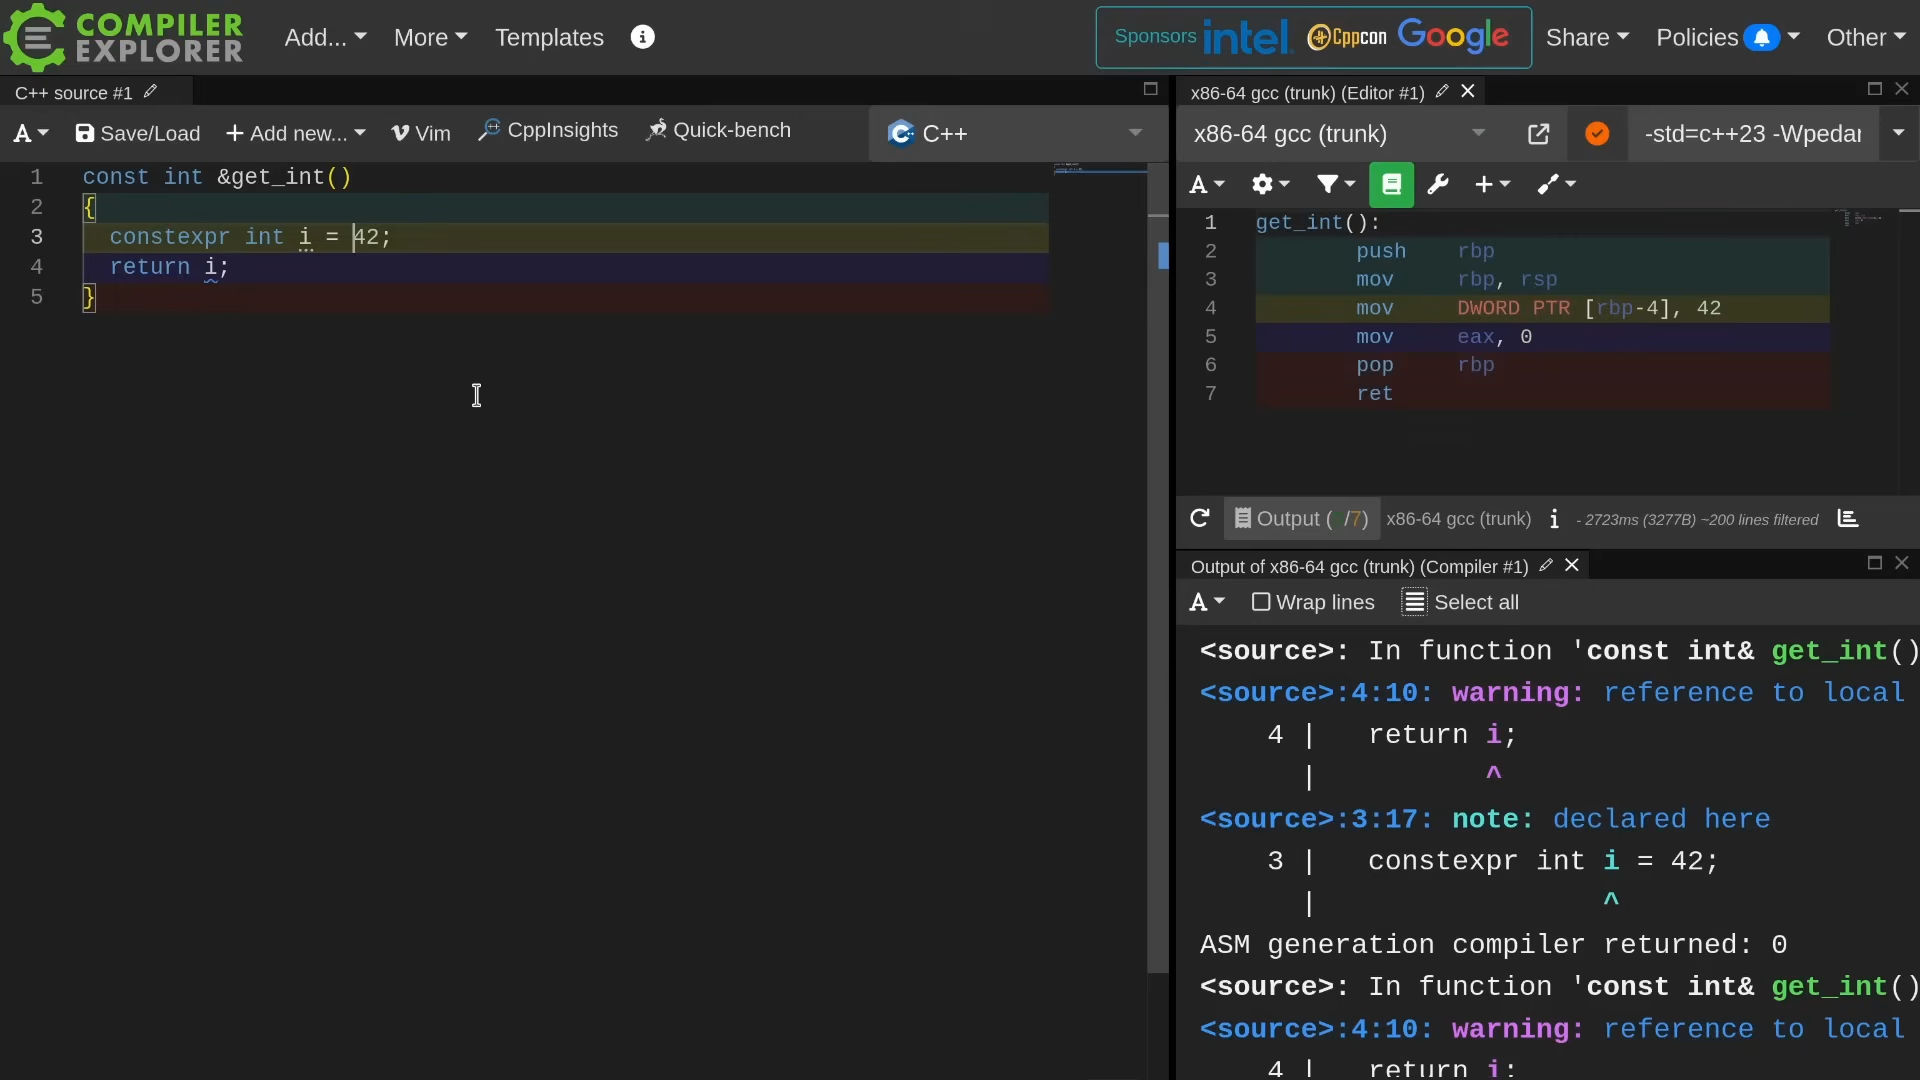 COMPILER EXPLORER
Add... More Templates
Sponsors intel. Cppcon Google
Share Policies Other
C++ source #1
Save/Load Add new... Vim CppInsights Quick-bench C++
1 const int &get_int()
2 {
3   constexpr int i = 42;
4   return i;
5 }
x86-64 gcc (trunk) (Editor #1)
x86-64 gcc (trunk) -std=c++23 -Wpedan
1 get_int():
2 push rbp
3 mov rbp, rsp
4 mov DWORD PTR [rbp-4], 42
5 mov eax, 0
6 pop rbp
7 ret
Output ( /7) x86-64 gcc (trunk) - 2723ms (3277B) ~200 lines filtered
Output of x86-64 gcc (trunk) (Compiler #1)
A Wrap lines Select all
<source>: In function 'const int& get_int()
<source>:4:10: warning: reference to local
4 |   return i;
  |          ^
<source>:3:17: note: declared here
3 |   constexpr int i = 42;
  |                 ^
ASM generation compiler returned: 0
<source>: In function 'const int& get_int()
<source>:4:10: warning: reference to local
4 |   return i;